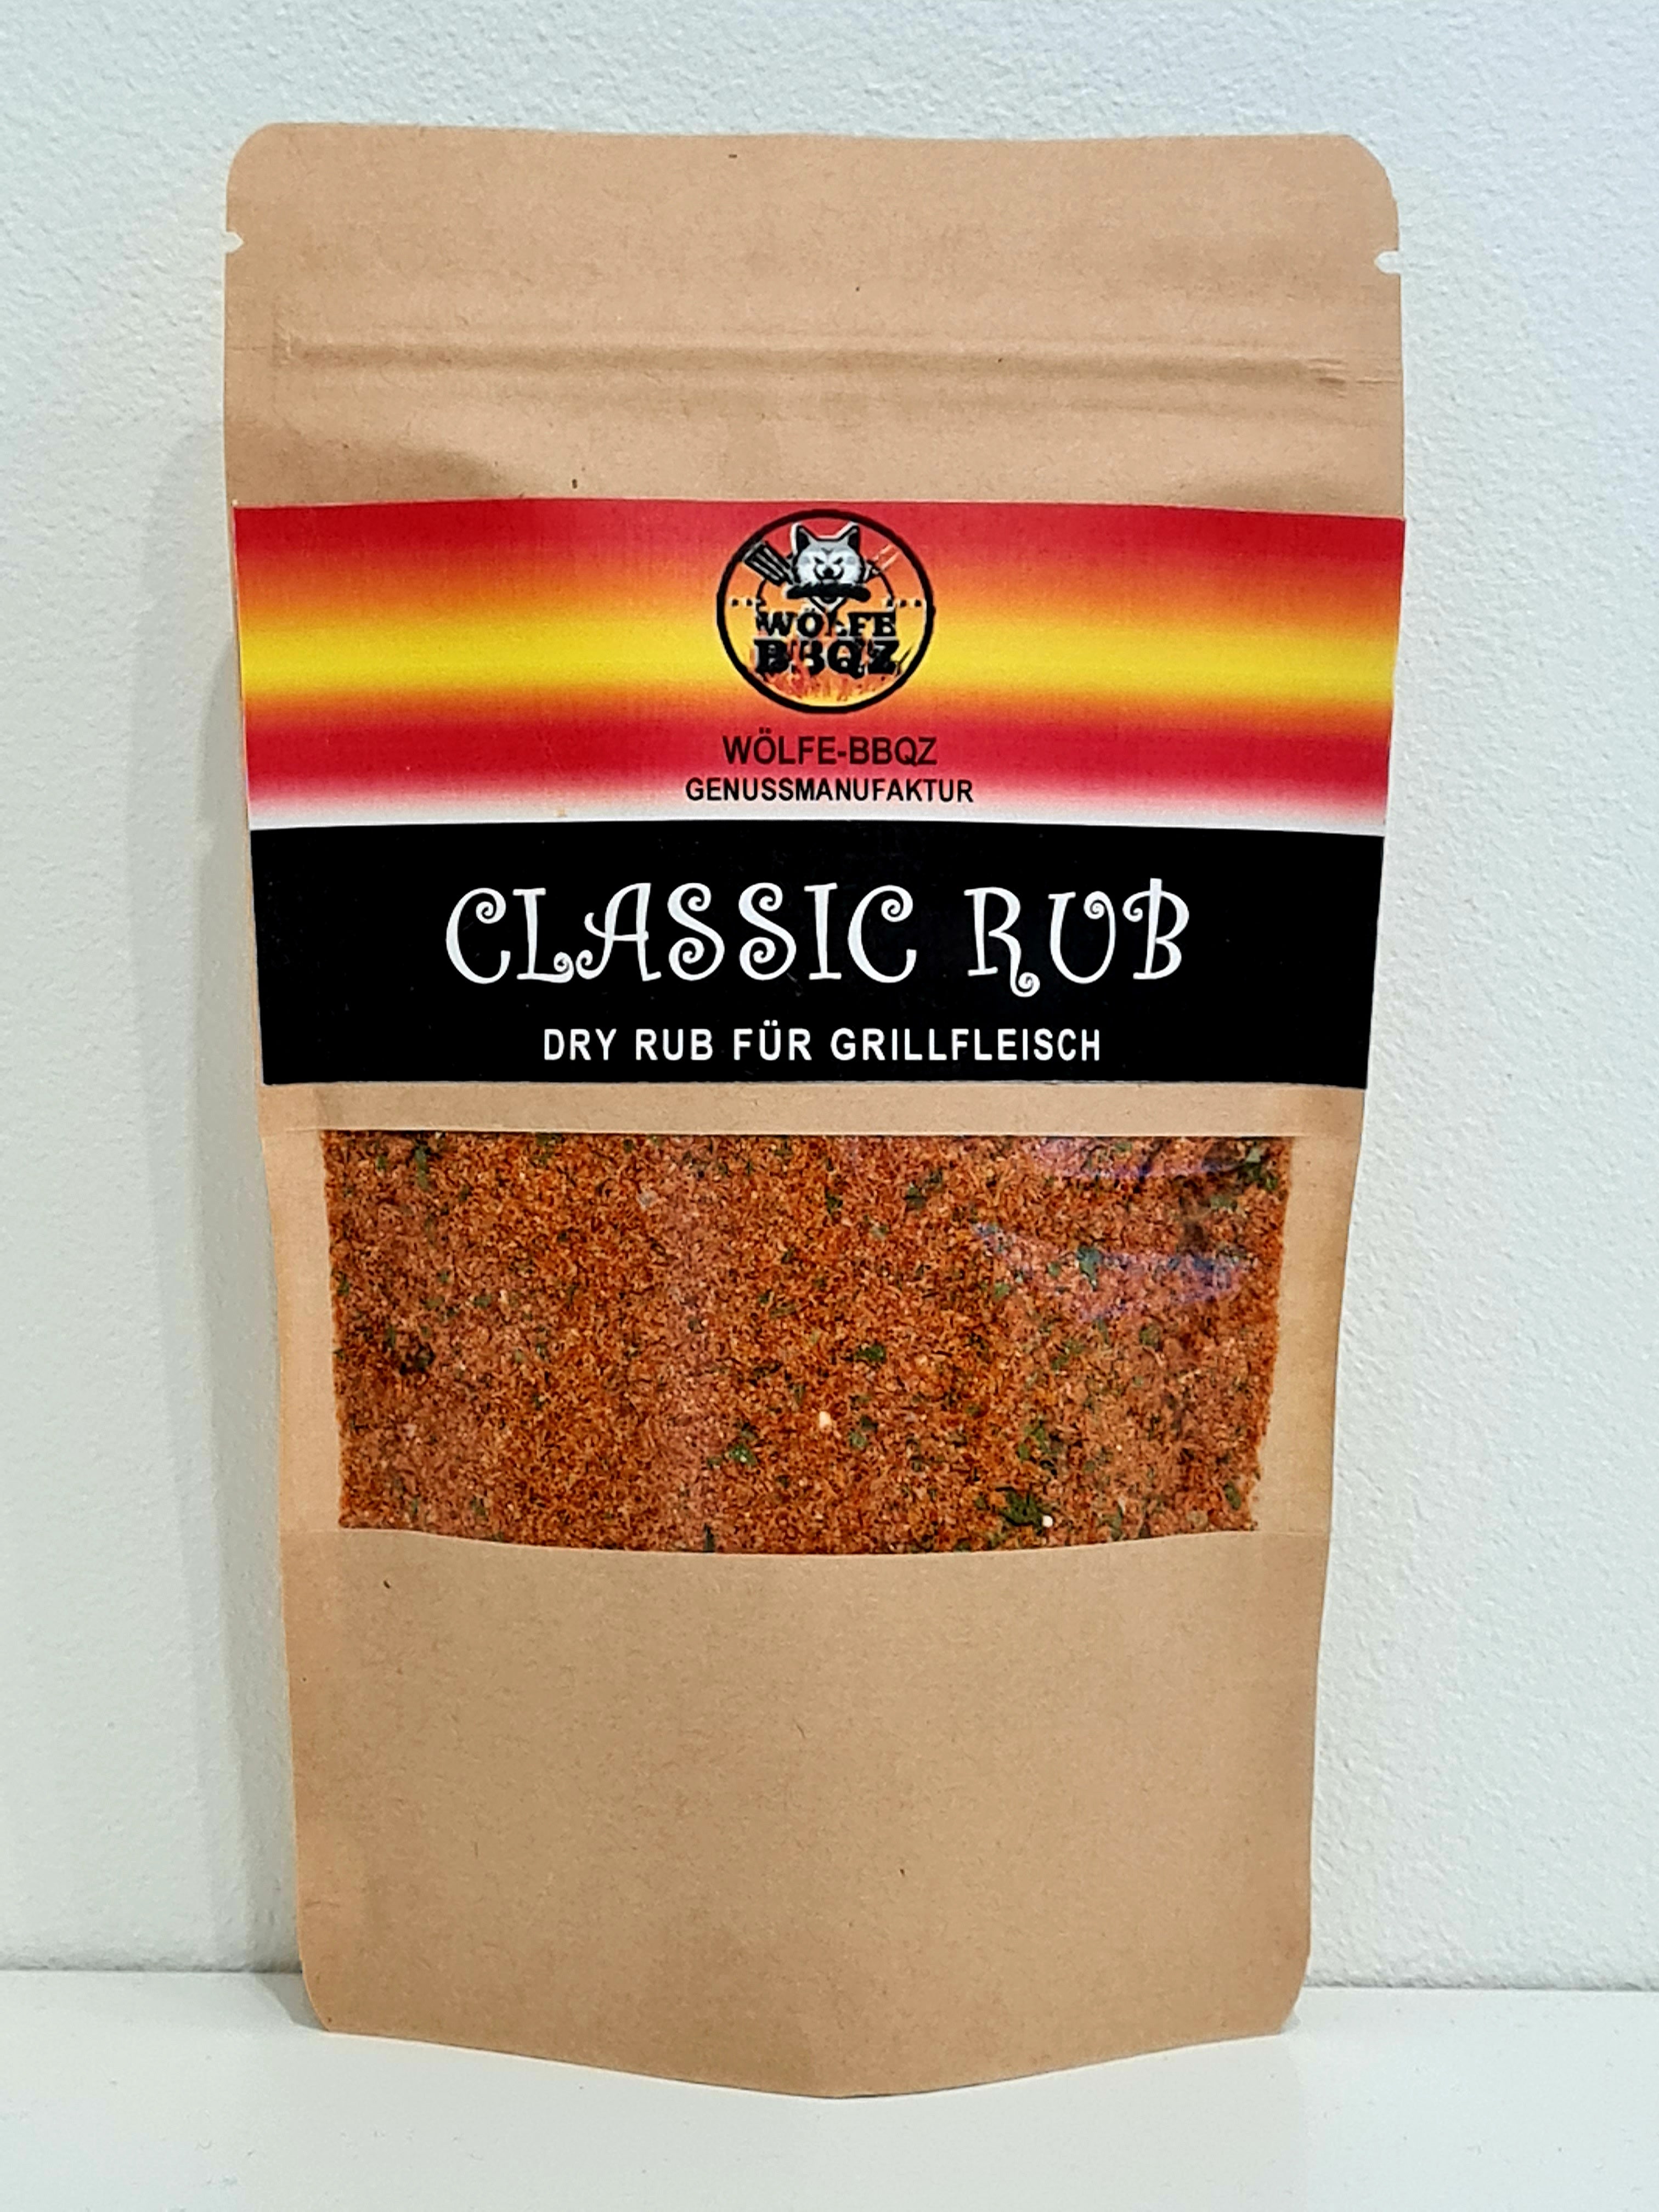 WÖLFE
BBQZ
WÖLFE-BBQZ
GENUSSMANUFAKTUR
CLASSIC RUB
DRY RUB FÜR GRILLFLEISCH